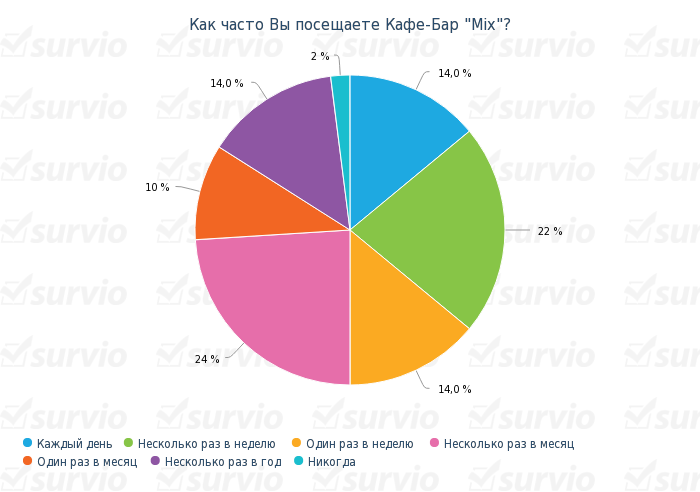 Как часто Вы посещаете Кафе-Бар "Mix"?
2 %
14,0 %
14,0 %
10 %
22 %
24 %
14,0 %
Каждый день Несколько раз в неделю Один раз в неделю Несколько раз в месяц
Один раз в месяц Несколько раз в год Никогда
survio